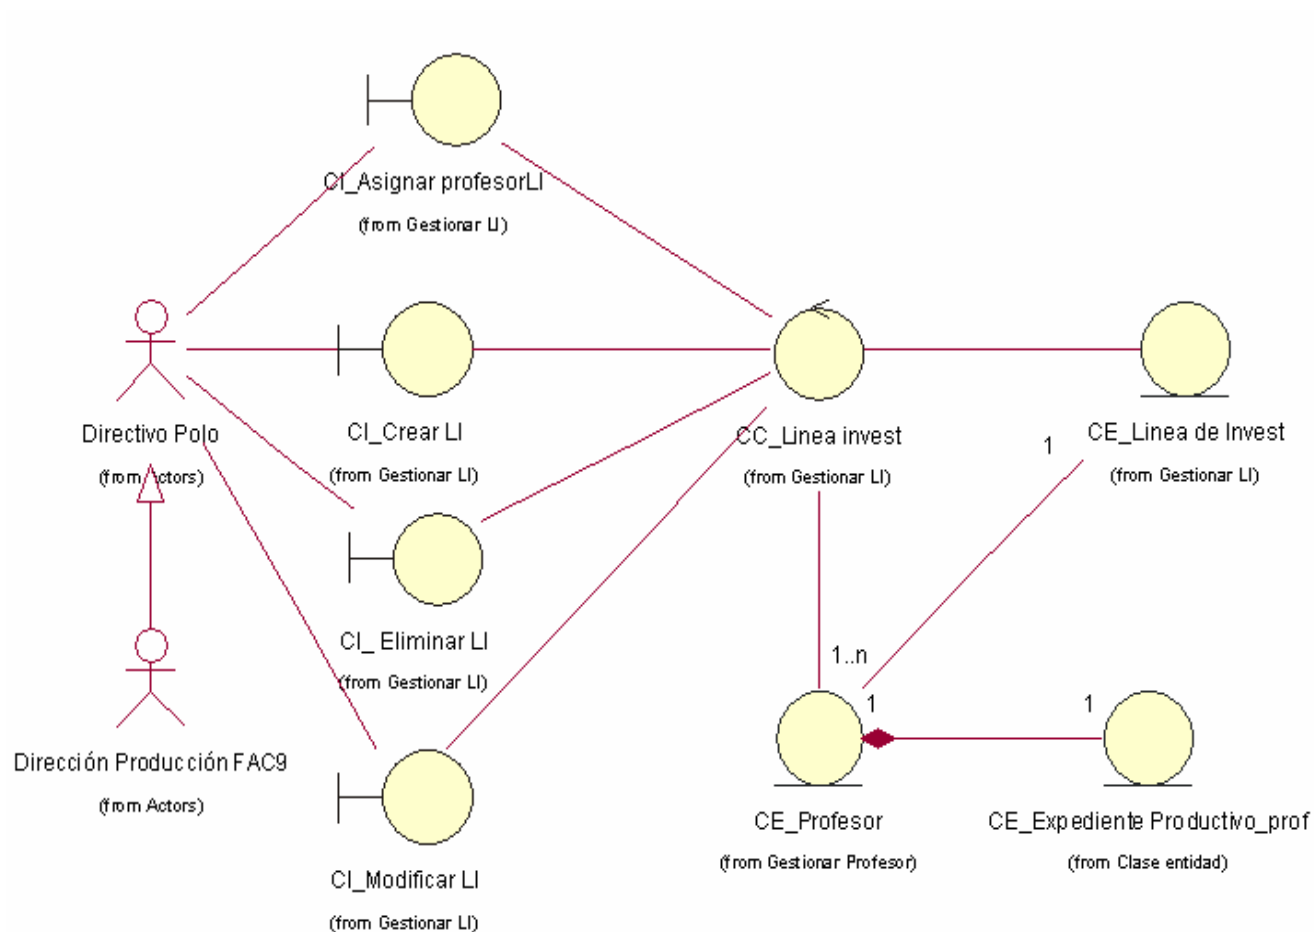 CI_Asignar profesorLI
(from Gestionar LI)
Directivo Polo
(from Actors)
CI_Crear LI
(from Gestionar LI)
CC_Linea invest
(from Gestionar LI)
1
CE_Linea de Invest
(from Gestionar LI)
CI_ Eliminar LI
(from Gestionar LI)
1..n
1
1
Dirección Producción FAC9
(from Actors)
CE_Profesor
(from Gestionar Profesor)
CE_Expediente Productivo_prof
(from Clase entidad)
CI_Modificar LI
(from Gestionar LI)